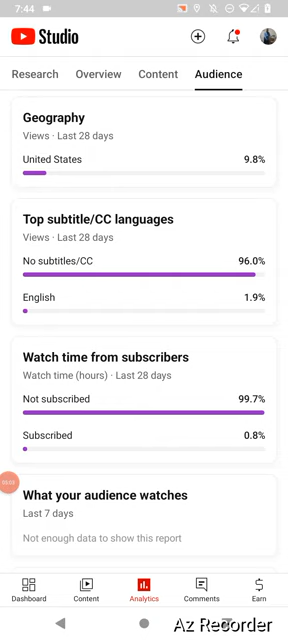 7:44
Studio
Research Overview Content Audience
Geography
Views · Last 28 days
United States 9.8%
Top subtitle/CC languages
Views · Last 28 days
No subtitles/CC 96.0%
English 1.9%
Watch time from subscribers
Watch time (hours) · Last 28 days
Not subscribed 99.7%
Subscribed 0.8%
What your audience watches
Last 7 days
Not enough data to show this report
Dashboard Content Analytics Comments Earn
Az Recorder